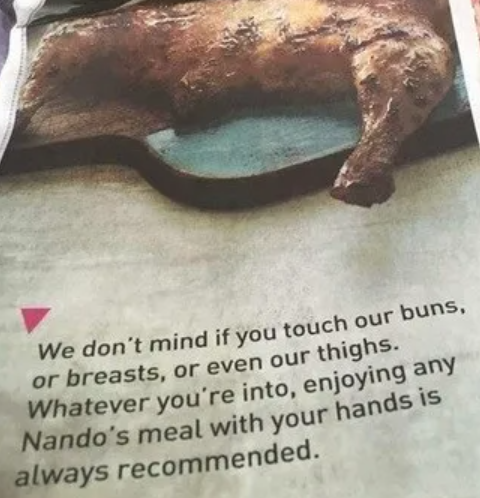 We don't mind if you touch our buns,
or breasts, or even our thighs.
Whatever you're into, enjoying any
Nando's meal with your hands is
always recommended.